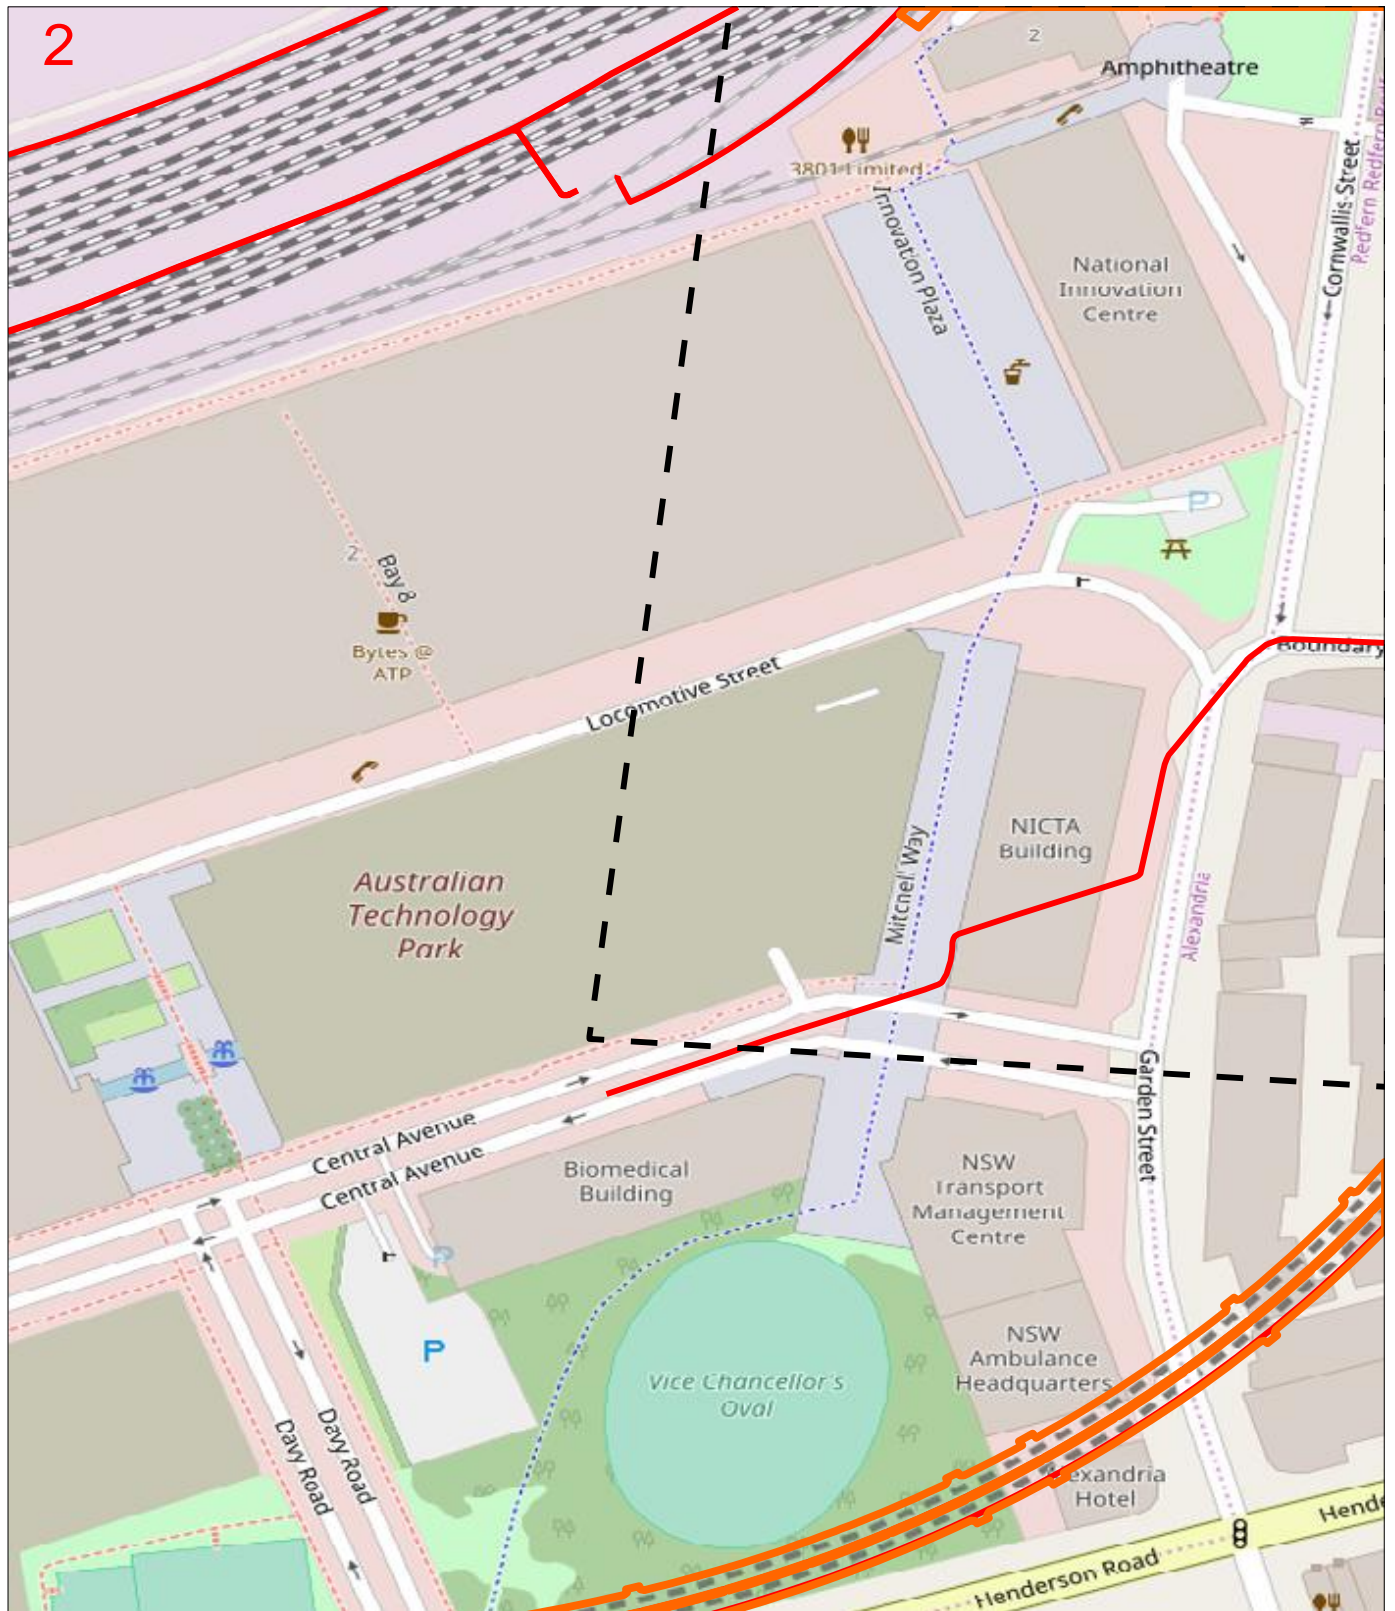 2
2
Amphitheatre
3801 Limited
Innovation Plaza
National
Innovation
Centre
Cornwallis Street
P
2
Bay 8
Bytes @
ATP
Locomotive Street
Boundary
NICTA
Building
Mitchell Way
Australian
Technology
Park
Alexandria
Garden Street
Central Avenue
Central Avenue
Biomedical
Building
NSW
Transport
Management
Centre
P
P
NSW
Ambulance
Headquarters
Vice Chancellor's
Oval
Davy Road
Davy Road
Alexandria
Hotel
Henderson Road
Hende